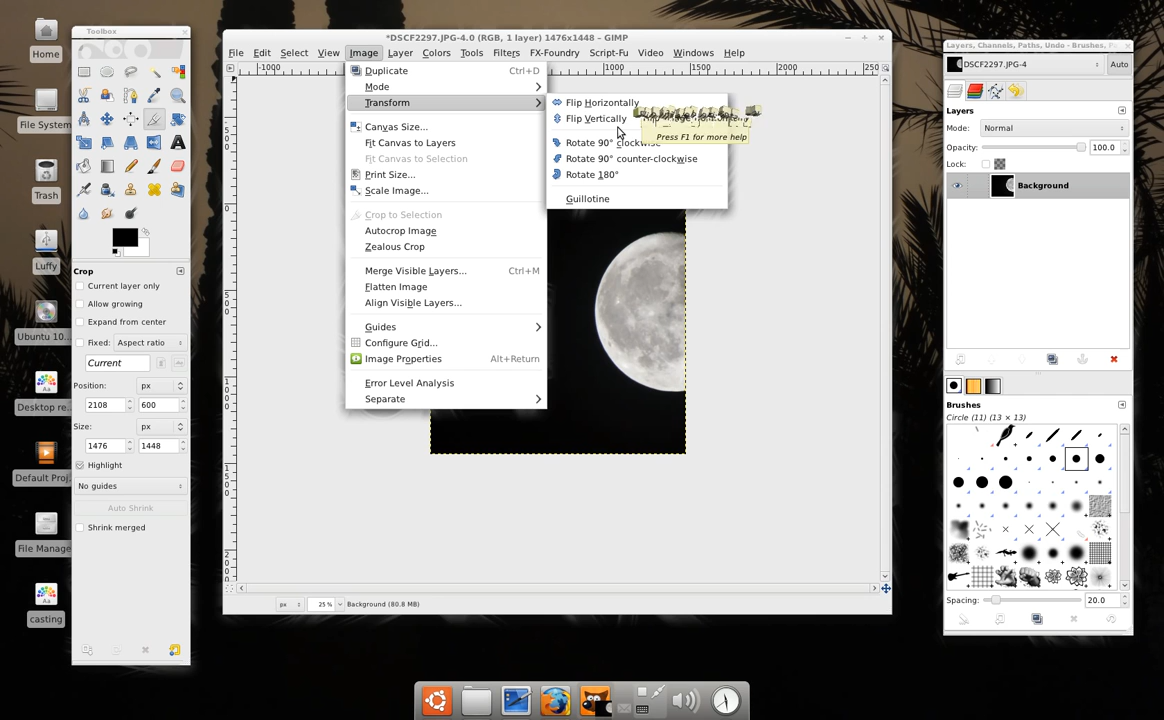 Home
File System
Trash
Luffy
Ubuntu 10...
Desktop re...
Default Proj...
File Manage
casting
Toolbox
Crop
Current layer only
Allow growing
Expand from center
Fixed: Aspect ratio
Current
Position: px
2108 600
Size: px
1476 1448
Highlight
No guides
Auto Shrink
Shrink merged
*DSCF2297.JPG-4.0 (RGB, 1 layer) 1476x1448 – GIMP
File Edit Select View Image Layer Colors Tools Filters FX-Foundry Script-Fu Video Windows Help
-1000 1000 1500 2000 250
Duplicate Ctrl+D
Mode
Transform
Canvas Size...
Fit Canvas to Layers
Fit Canvas to Selection
Print Size...
Scale Image...
Crop to Selection
Autocrop Image
Zealous Crop
Merge Visible Layers... Ctrl+M
Flatten Image
Align Visible Layers...
Guides
Configure Grid...
Image Properties Alt+Return
Error Level Analysis
Separate
Flip Horizontally
Flip Vertically
Press F1 for more help
Rotate 90° clockwise
Rotate 90° counter-clockwise
Rotate 180°
Guillotine
px 25 % Background (80.8 MB)
Layers, Channels, Paths, Undo - Brushes, P
DSCF2297.JPG-4 Auto
Layers
Mode: Normal
Opacity: 100.0
Lock:
Background
Brushes
Circle (11) (13 × 13)
Spacing: 20.0